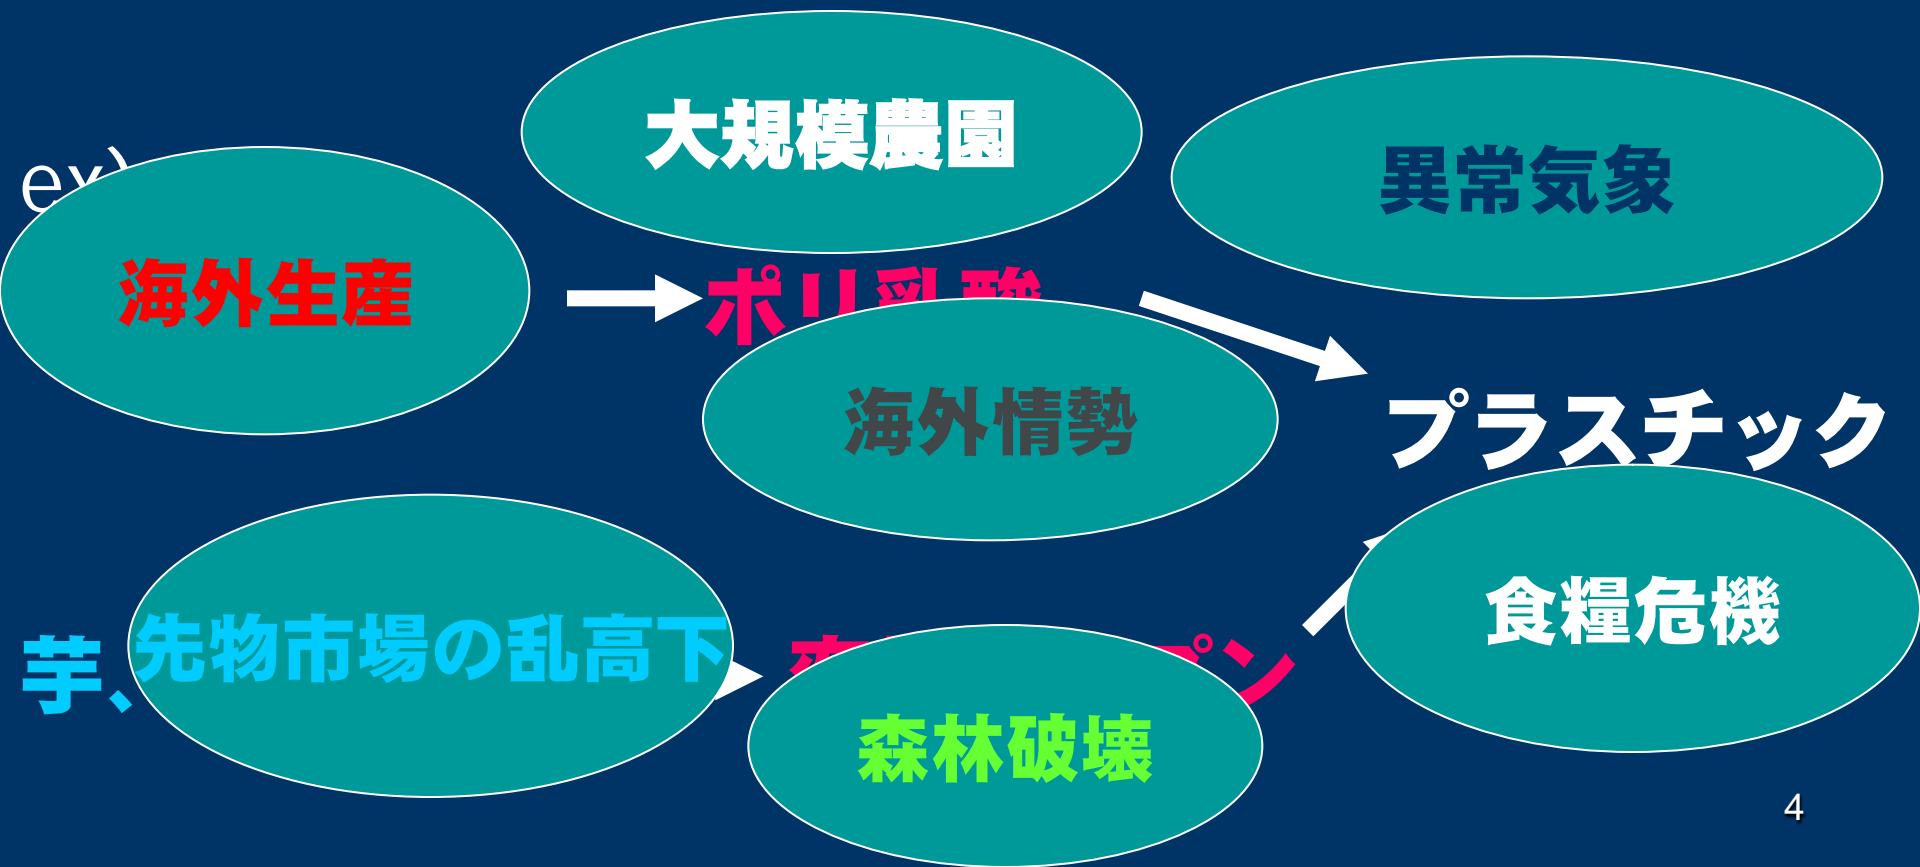 大規模農園
異常気象
ex)
海外生産
ポリ乳酸
海外情勢
プラスチック
先物市場の乱高下
食糧危機
芋、
森林破壊
4